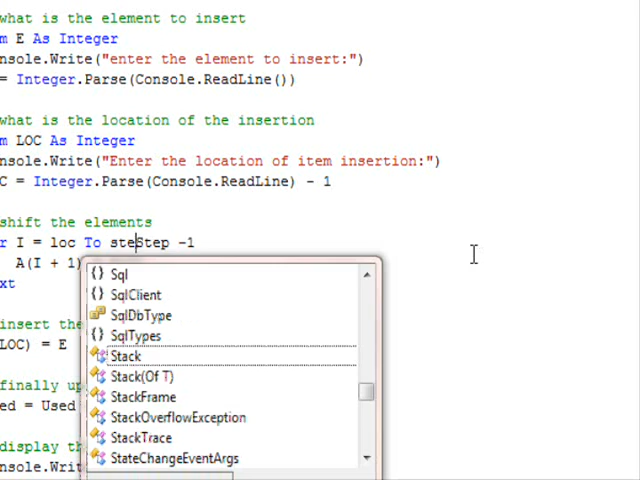 what is the element to insert
m E As Integer
nsole.Write("enter the element to insert:")
= Integer.Parse(Console.ReadLine())
what is the location of the insertion
m LOC As Integer
nsole.Write("Enter the location of item insertion:")
C = Integer.Parse(Console.ReadLine) - 1
shift the elements
r I = loc To steStep -1
A(I + 1)
xt
insert the
LOC) = E
finally up
ed = Used
display th
nsole.Writ
{} Sql
{} SqlClient
SqlDbType
{} SqlTypes
Stack
Stack(Of T)
StackFrame
StackOverflowException
StackTrace
StateChangeEventArgs